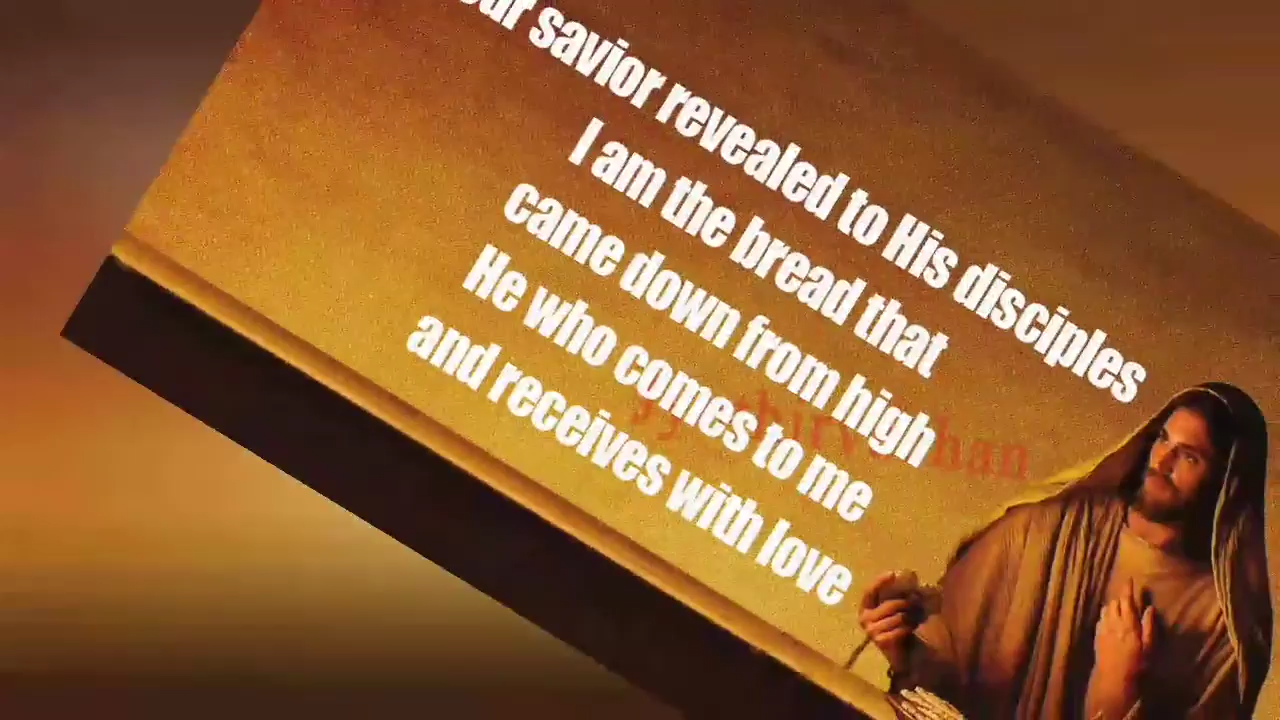 savior revealed to His disciples
I am the bread that
came down from high
He who comes to me
and receives with love